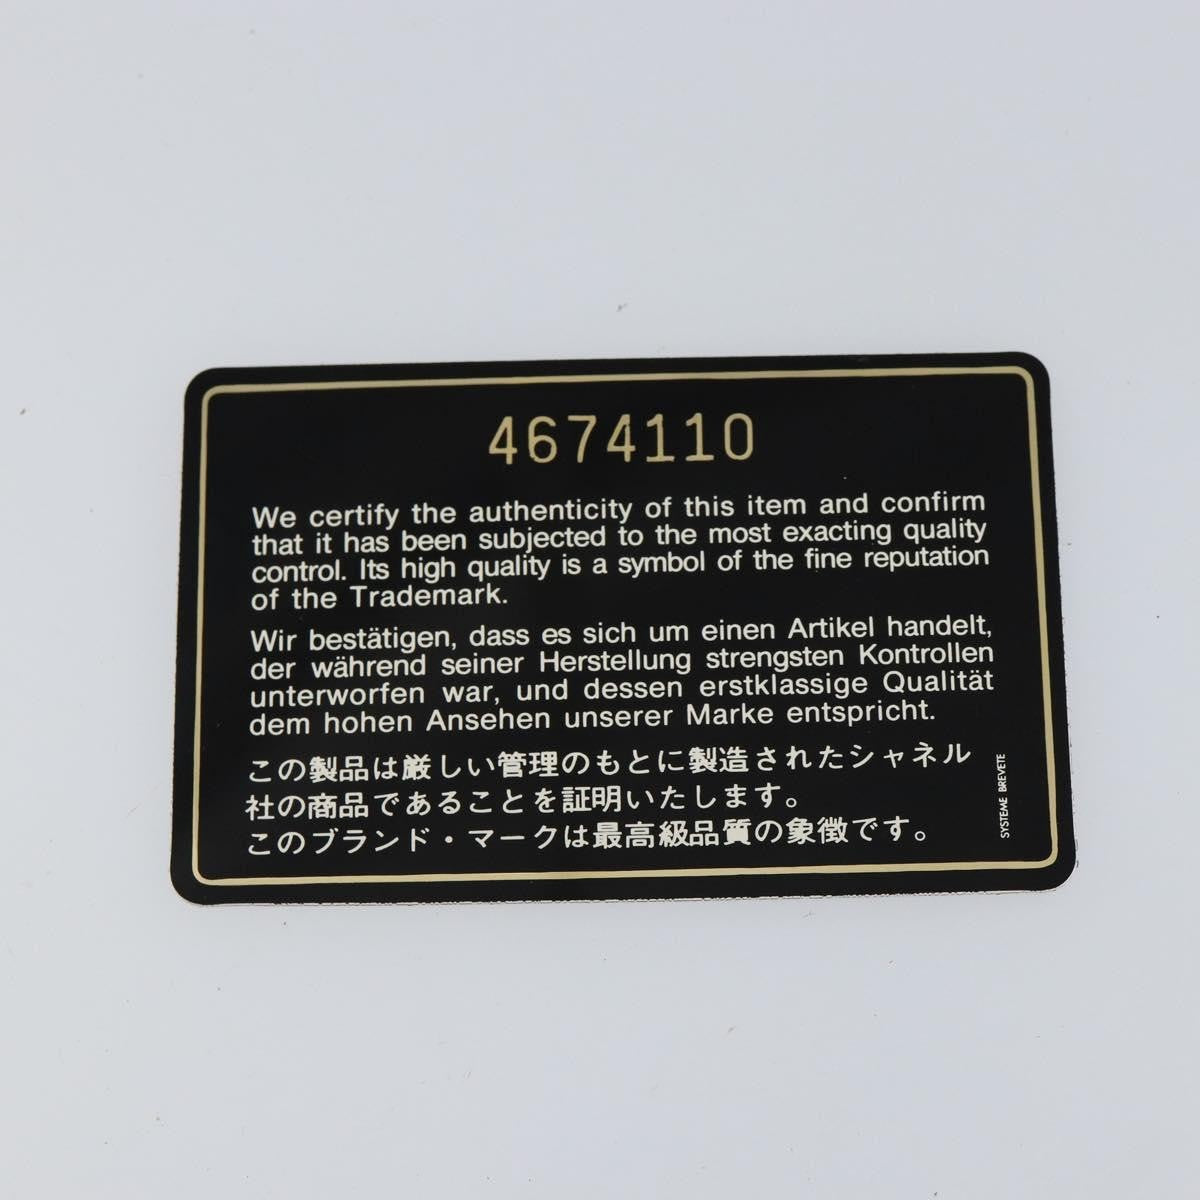 4674110
We certify the authenticity of this item and confirm
that it has been subjected to the most exacting quality
control. Its high quality is a symbol of the fine reputation
of the Trademark.
Wir bestätigen, dass es sich um einen Artikel handelt,
der während seiner Herstellung strengsten Kontrollen
unterworfen war, und dessen erstklassige Qualität
dem hohen Ansehen unserer Marke entspricht.
この製品は厳しい管理のもとに製造されたシャネル
社の商品であることを証明いたします。
このブランド・マークは最高級品質の象徴です。
SYSTEME BREVETE